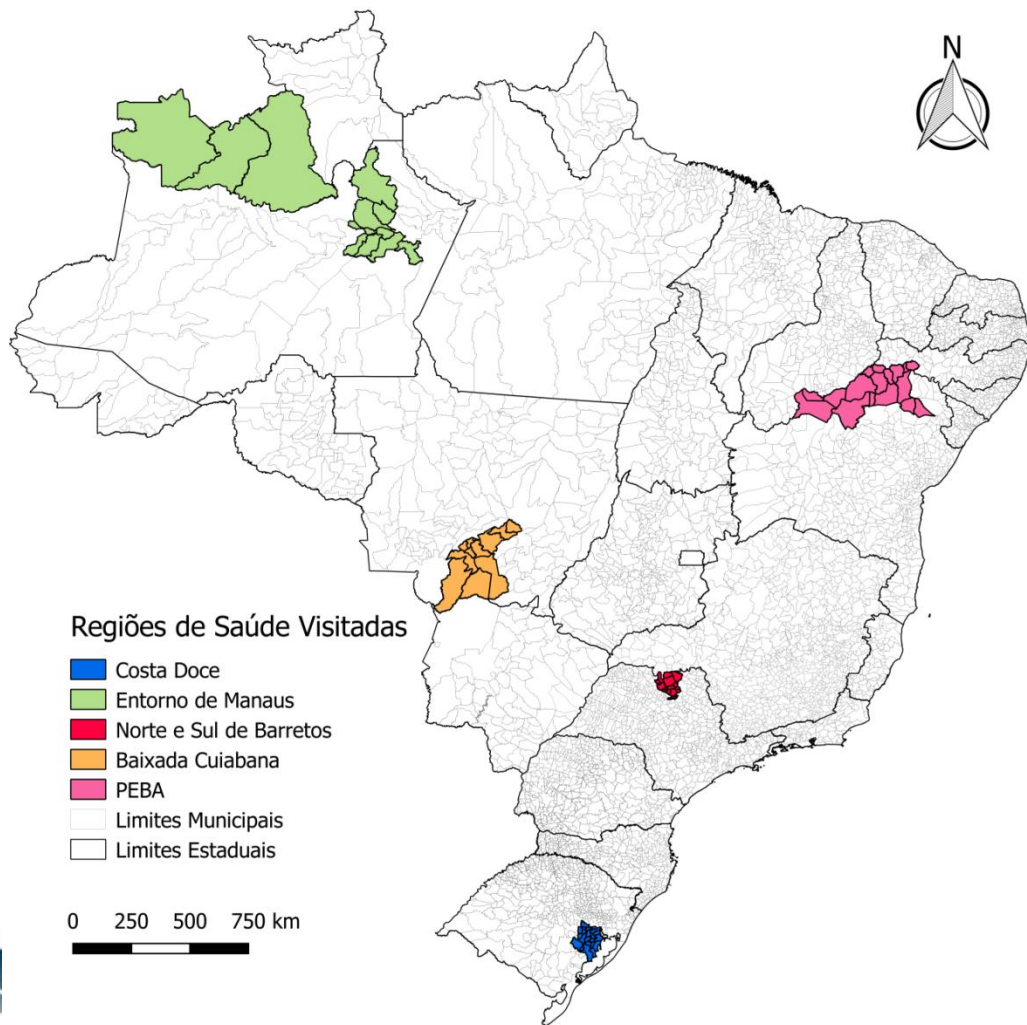 N
Regiões de Saúde Visitadas
Costa Doce
Entorno de Manaus
Norte e Sul de Barretos
Baixada Cuiabana
PEBA
Limites Municipais
Limites Estaduais
0 250 500 750 km